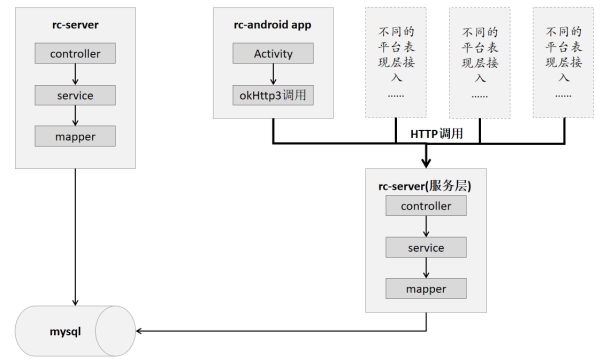 rc-server
controller
service
mapper
rc-android app
Activity
okHttp3调用
不同的
平台表
现层接
入
……
不同的
平台表
现层接
入
……
不同的
平台表
现层接
入
……
HTTP调用
rc-server(服务层)
controller
service
mapper
mysql